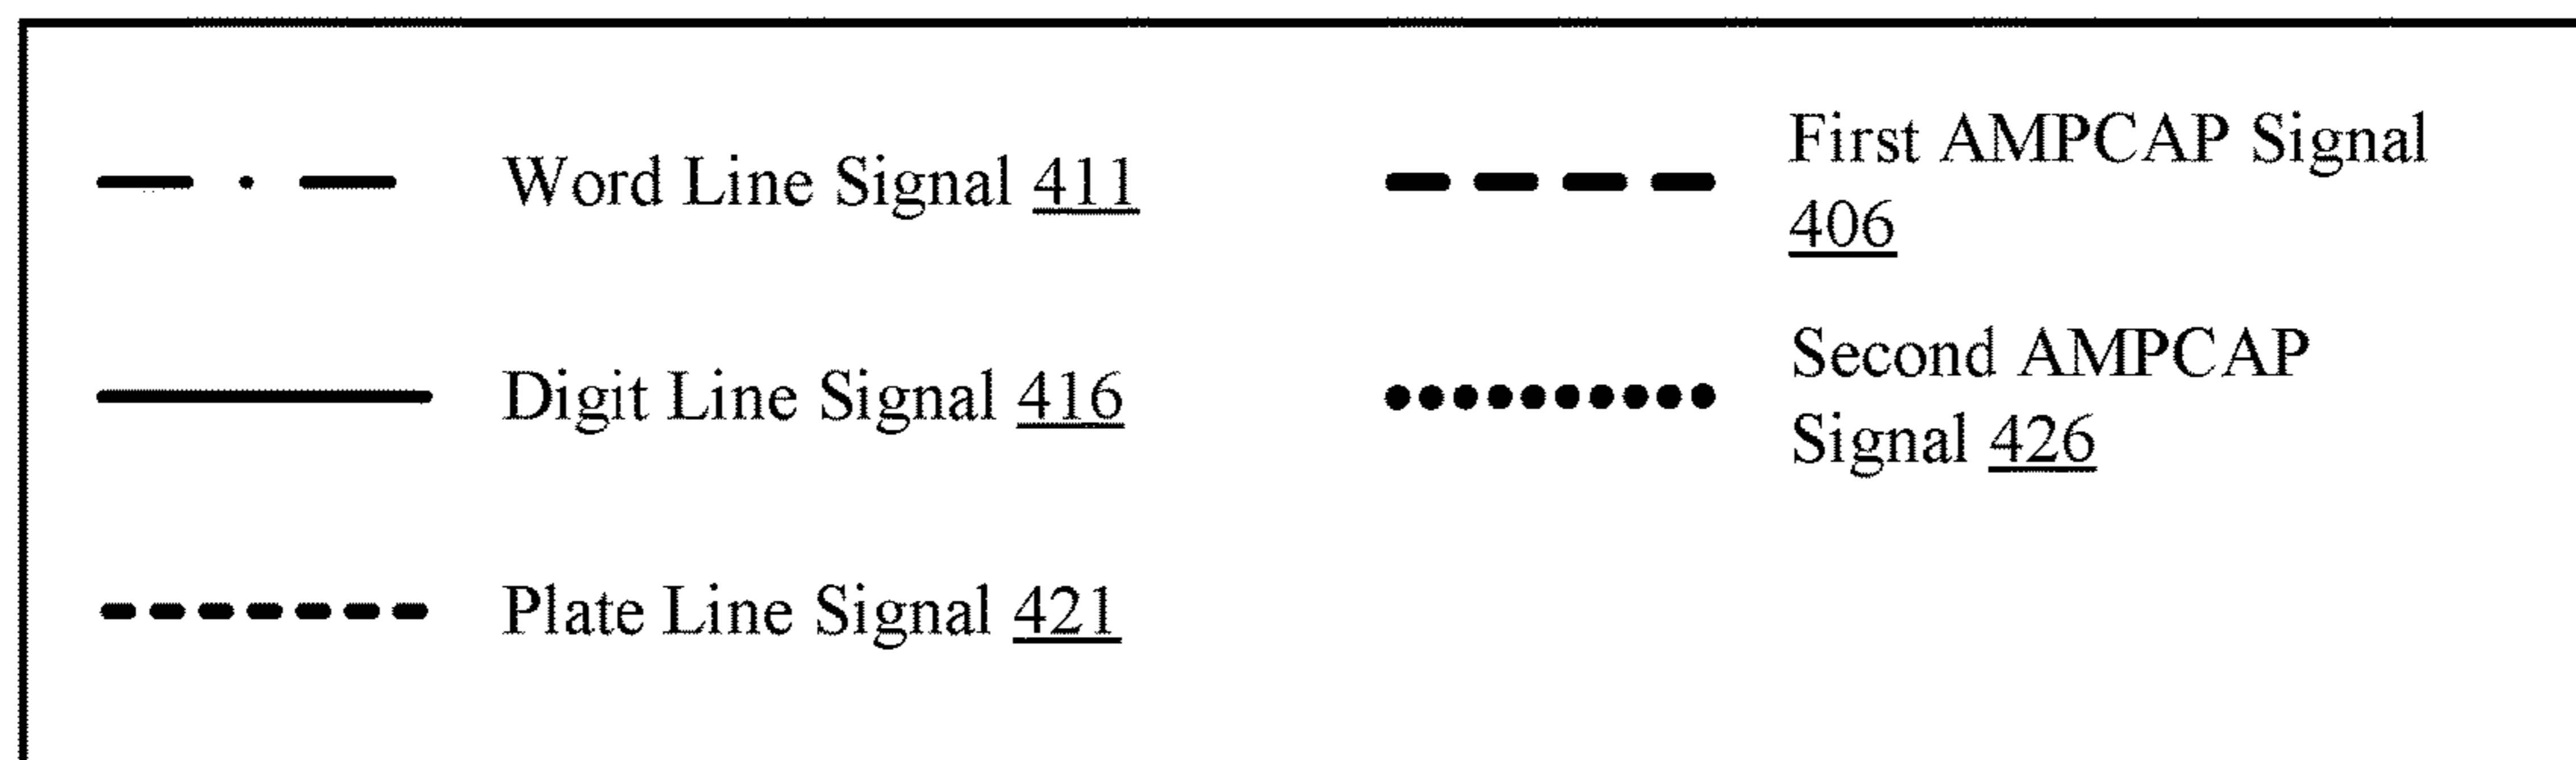 Word Line Signal 411
Digit Line Signal 416
Plate Line Signal 421
First AMPCAP Signal
406
Second AMPCAP
Signal 426